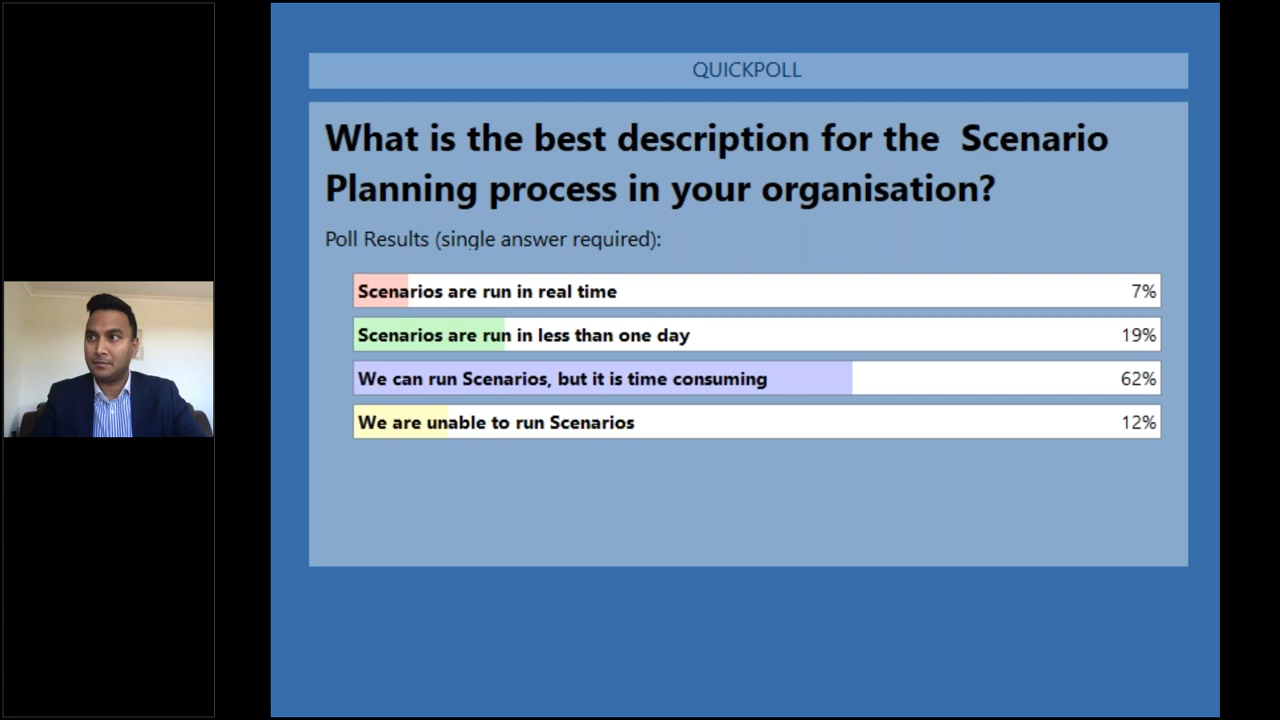 QUICKPOLL
What is the best description for the  Scenario
Planning process in your organisation?
Poll Results (single answer required):
Scenarios are run in real time 7%
Scenarios are run in less than one day 19%
We can run Scenarios, but it is time consuming 62%
We are unable to run Scenarios 12%